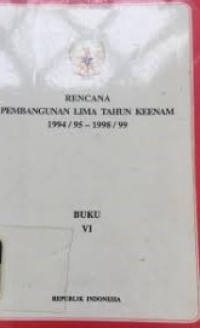 RENCANA
PEMBANGUNAN LIMA TAHUN KEENAM
1994/95 – 1998/99
BUKU
VI
REPUBLIK INDONESIA